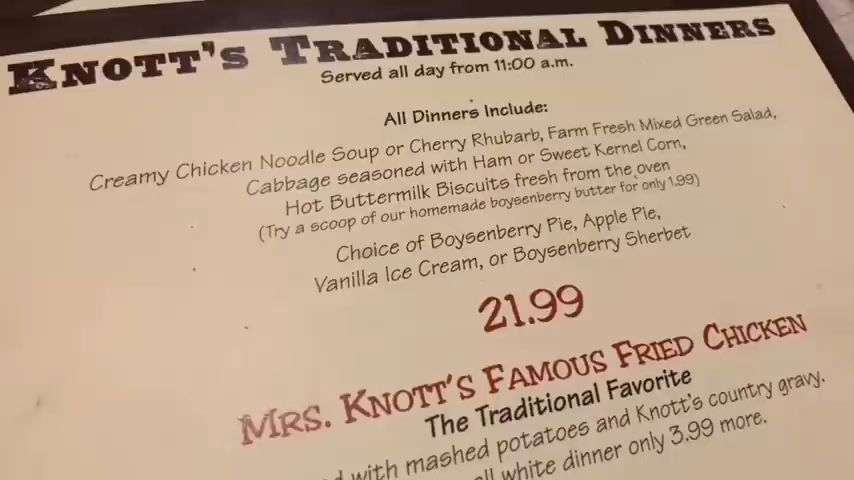 KNOTT'S TRADITIONAL DINNERS
Served all day from 11:00 a.m.
All Dinners Include:
Creamy Chicken Noodle Soup or Cherry Rhubarb, Farm Fresh Mixed Green Salad,
Cabbage seasoned with Ham or Sweet Kernel Corn,
Hot Buttermilk Biscuits fresh from the oven
(Try a scoop of our homemade boysenberry butter for only 1.99)
Choice of Boysenberry Pie, Apple Pie,
Vanilla Ice Cream, or Boysenberry Sherbet
21.99
MRS. KNOTT'S FAMOUS FRIED CHICKEN
The Traditional Favorite
with mashed potatoes and Knott's country gravy.
white dinner only 3.99 more.